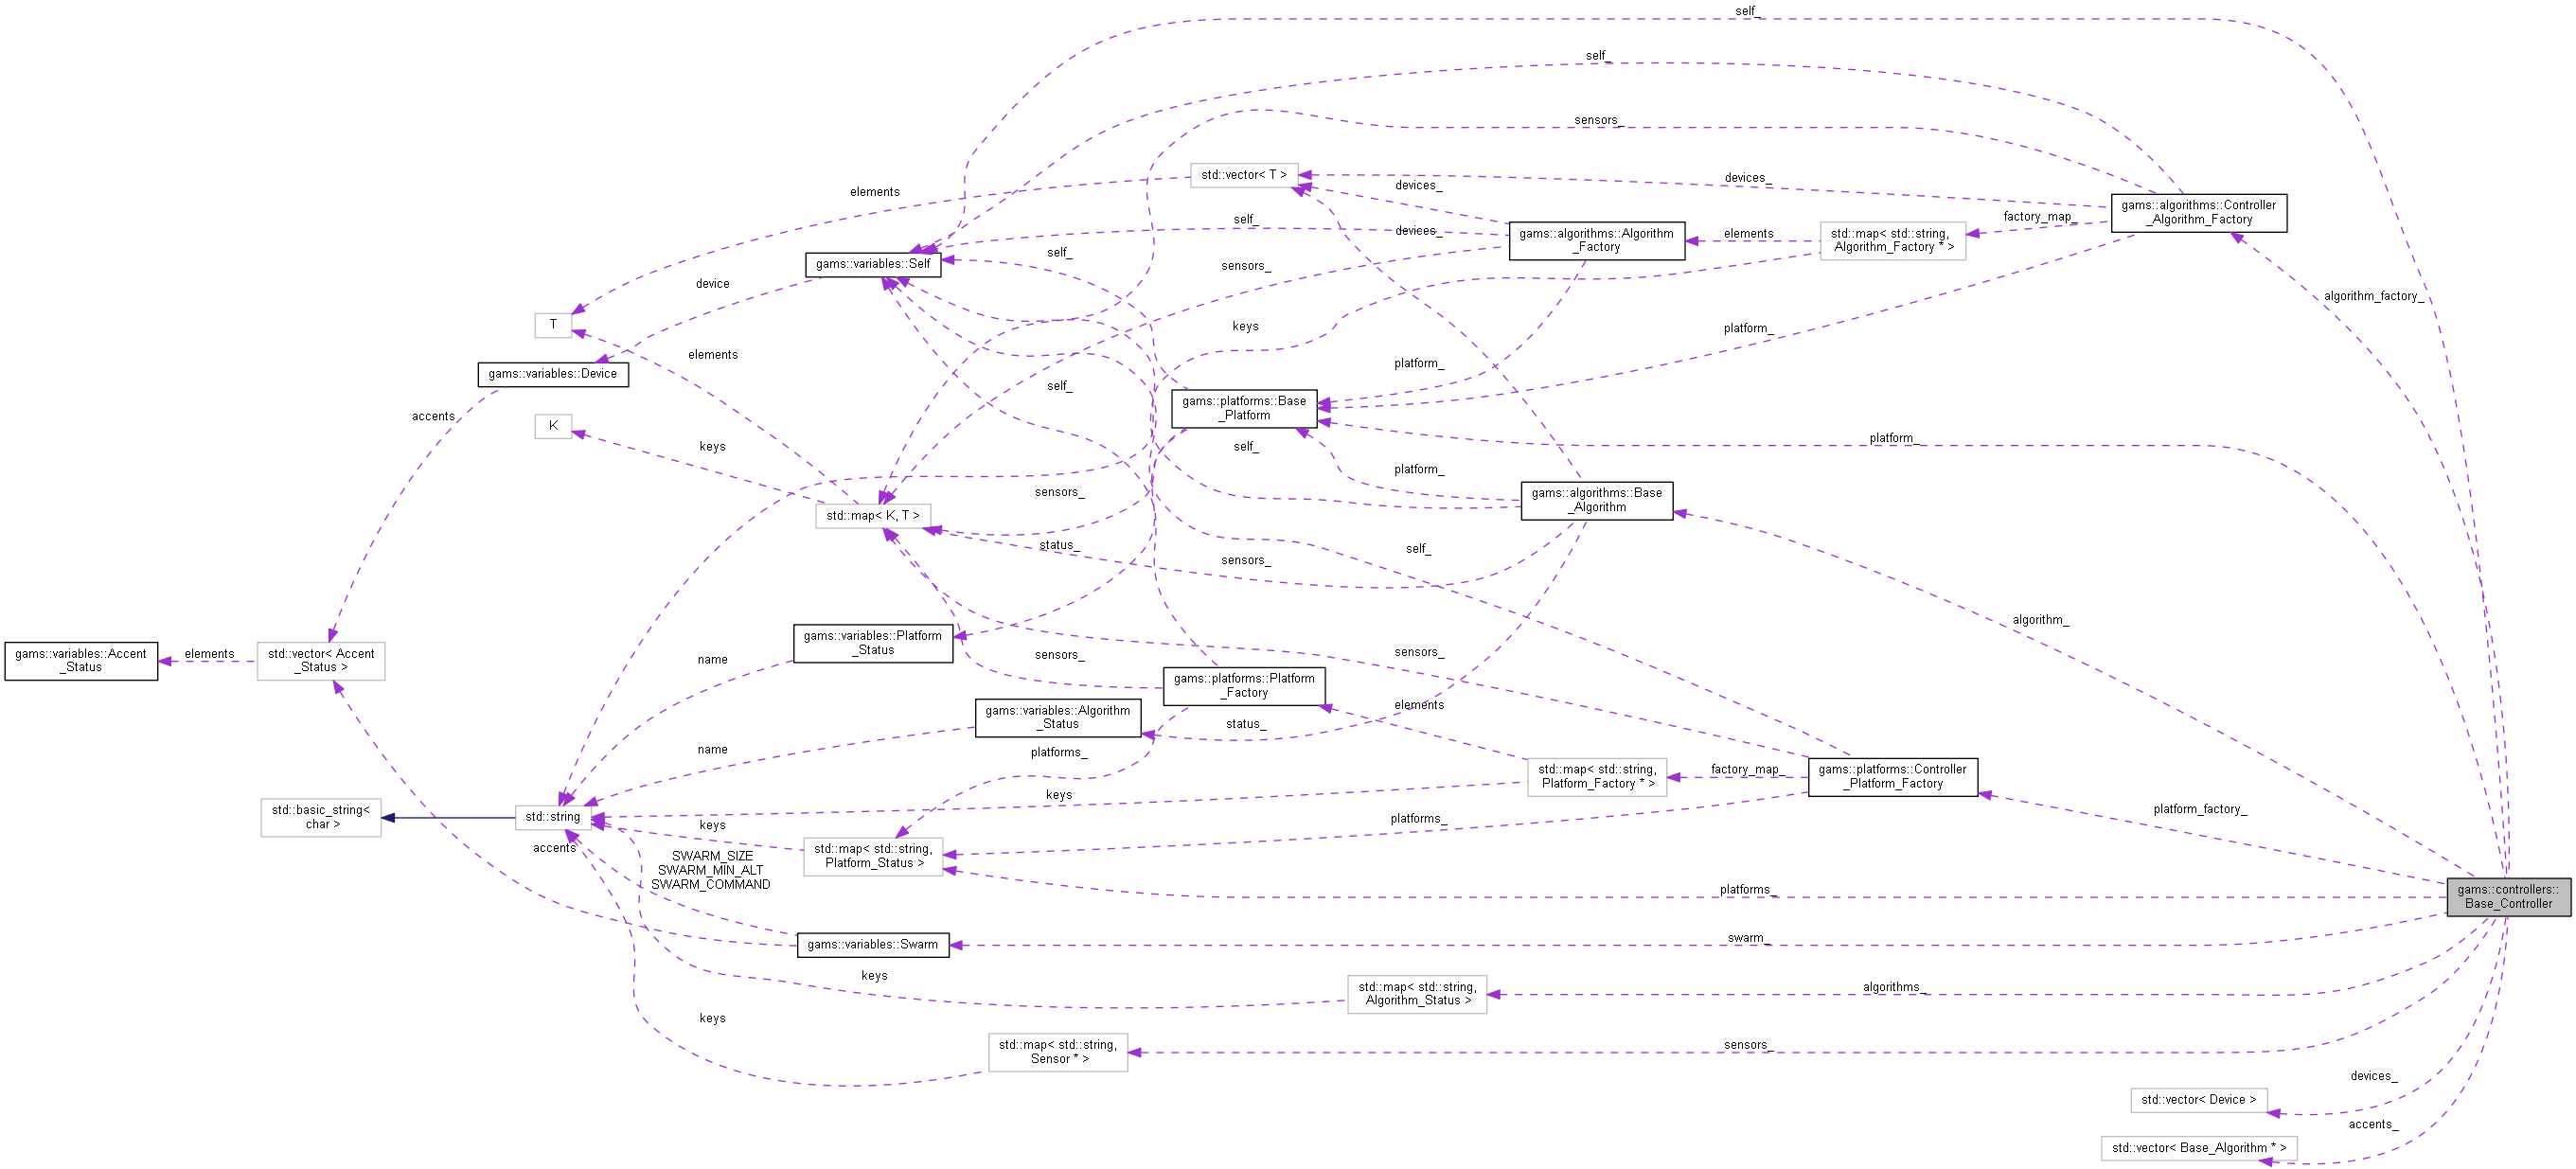 self_
self_
sensors_
std::vector< T >
devices_
devices_
elements
gams::algorithms::Controller
_Algorithm_Factory
factory_map_
self_
devices_
gams::algorithms::Algorithm
_Factory
elements
std::map< std::string,
Algorithm_Factory * >
self_
gams::variables::Self
sensors_
device
algorithm_factory_
T
keys
platform_
elements
platform_
gams::variables::Device
self_
gams::platforms::Base
_Platform
accents
K
keys
self_
platform_
platform_
sensors_
gams::algorithms::Base
_Algorithm
std::map< K, T >
status_
self_
sensors_
algorithm_
gams::variables::Platform
_Status
gams::variables::Accent
_Status
elements
std::vector< Accent
_Status >
name
sensors_
sensors_
gams::platforms::Platform
_Factory
elements
gams::variables::Algorithm
_Status
status_
name
platforms_
std::map< std::string,
Platform_Factory * >
factory_map_
gams::platforms::Controller
_Platform_Factory
keys
platform_factory_
std::basic_string<
char >
std::string
keys
platforms_
accents
SWARM_SIZE
SWARM_MIN_ALT
SWARM_COMMAND
std::map< std::string,
Platform_Status >
platforms_
gams::controllers::
Base_Controller
gams::variables::Swarm
swarm_
keys
std::map< std::string,
Algorithm_Status >
algorithms_
keys
std::map< std::string,
Sensor * >
sensors_
devices_
std::vector< Device >
accents_
std::vector< Base_Algorithm * >